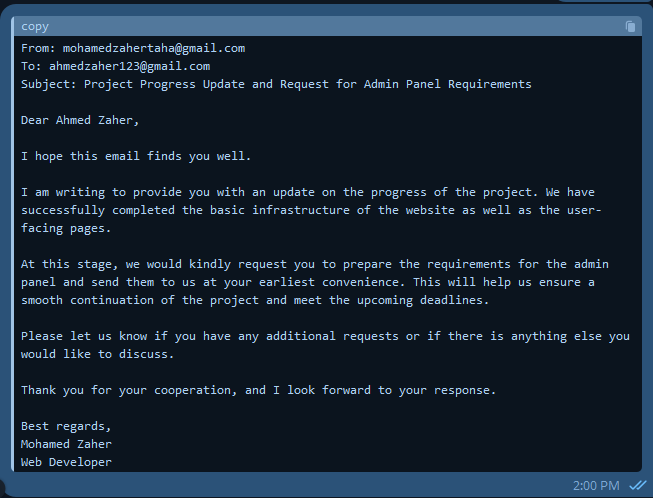 copy
From: mohamedzahertaha@gmail.com
To: ahmedzaher123@gmail.com
Subject: Project Progress Update and Request for Admin Panel Requirements
Dear Ahmed Zaher,
I hope this email finds you well.
I am writing to provide you with an update on the progress of the project. We have
successfully completed the basic infrastructure of the website as well as the user-
facing pages.
At this stage, we would kindly request you to prepare the requirements for the admin
panel and send them to us at your earliest convenience. This will help us ensure a
smooth continuation of the project and meet the upcoming deadlines.
Please let us know if you have any additional requests or if there is anything else you
would like to discuss.
Thank you for your cooperation, and I look forward to your response.
Best regards,
Mohamed Zaher
Web Developer
2:00 PM